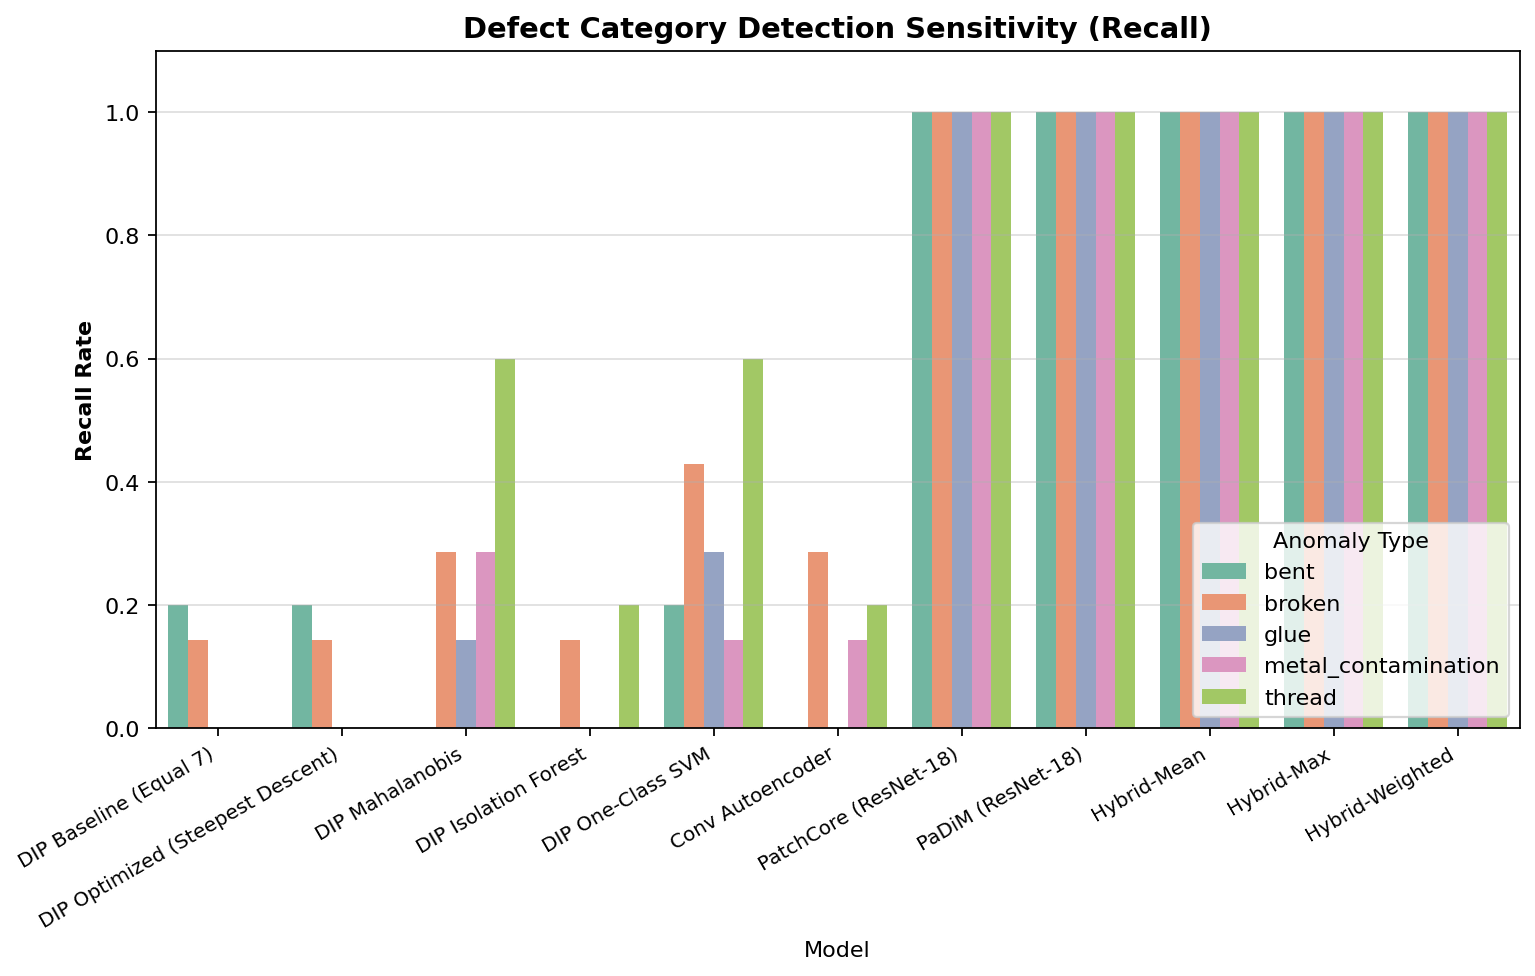 Defect Category Detection Sensitivity (Recall)
Recall Rate
1.0
0.8
0.6
0.4
0.2
0.0
Anomaly Type
bent
broken
glue
metal_contamination
thread
DIP Baseline (Equal 7)
DIP Optimized (Steepest Descent)
DIP Mahalanobis
DIP Isolation Forest
DIP One-Class SVM
Conv Autoencoder
PatchCore (ResNet-18)
PaDiM (ResNet-18)
Hybrid-Mean
Hybrid-Max
Hybrid-Weighted
Model